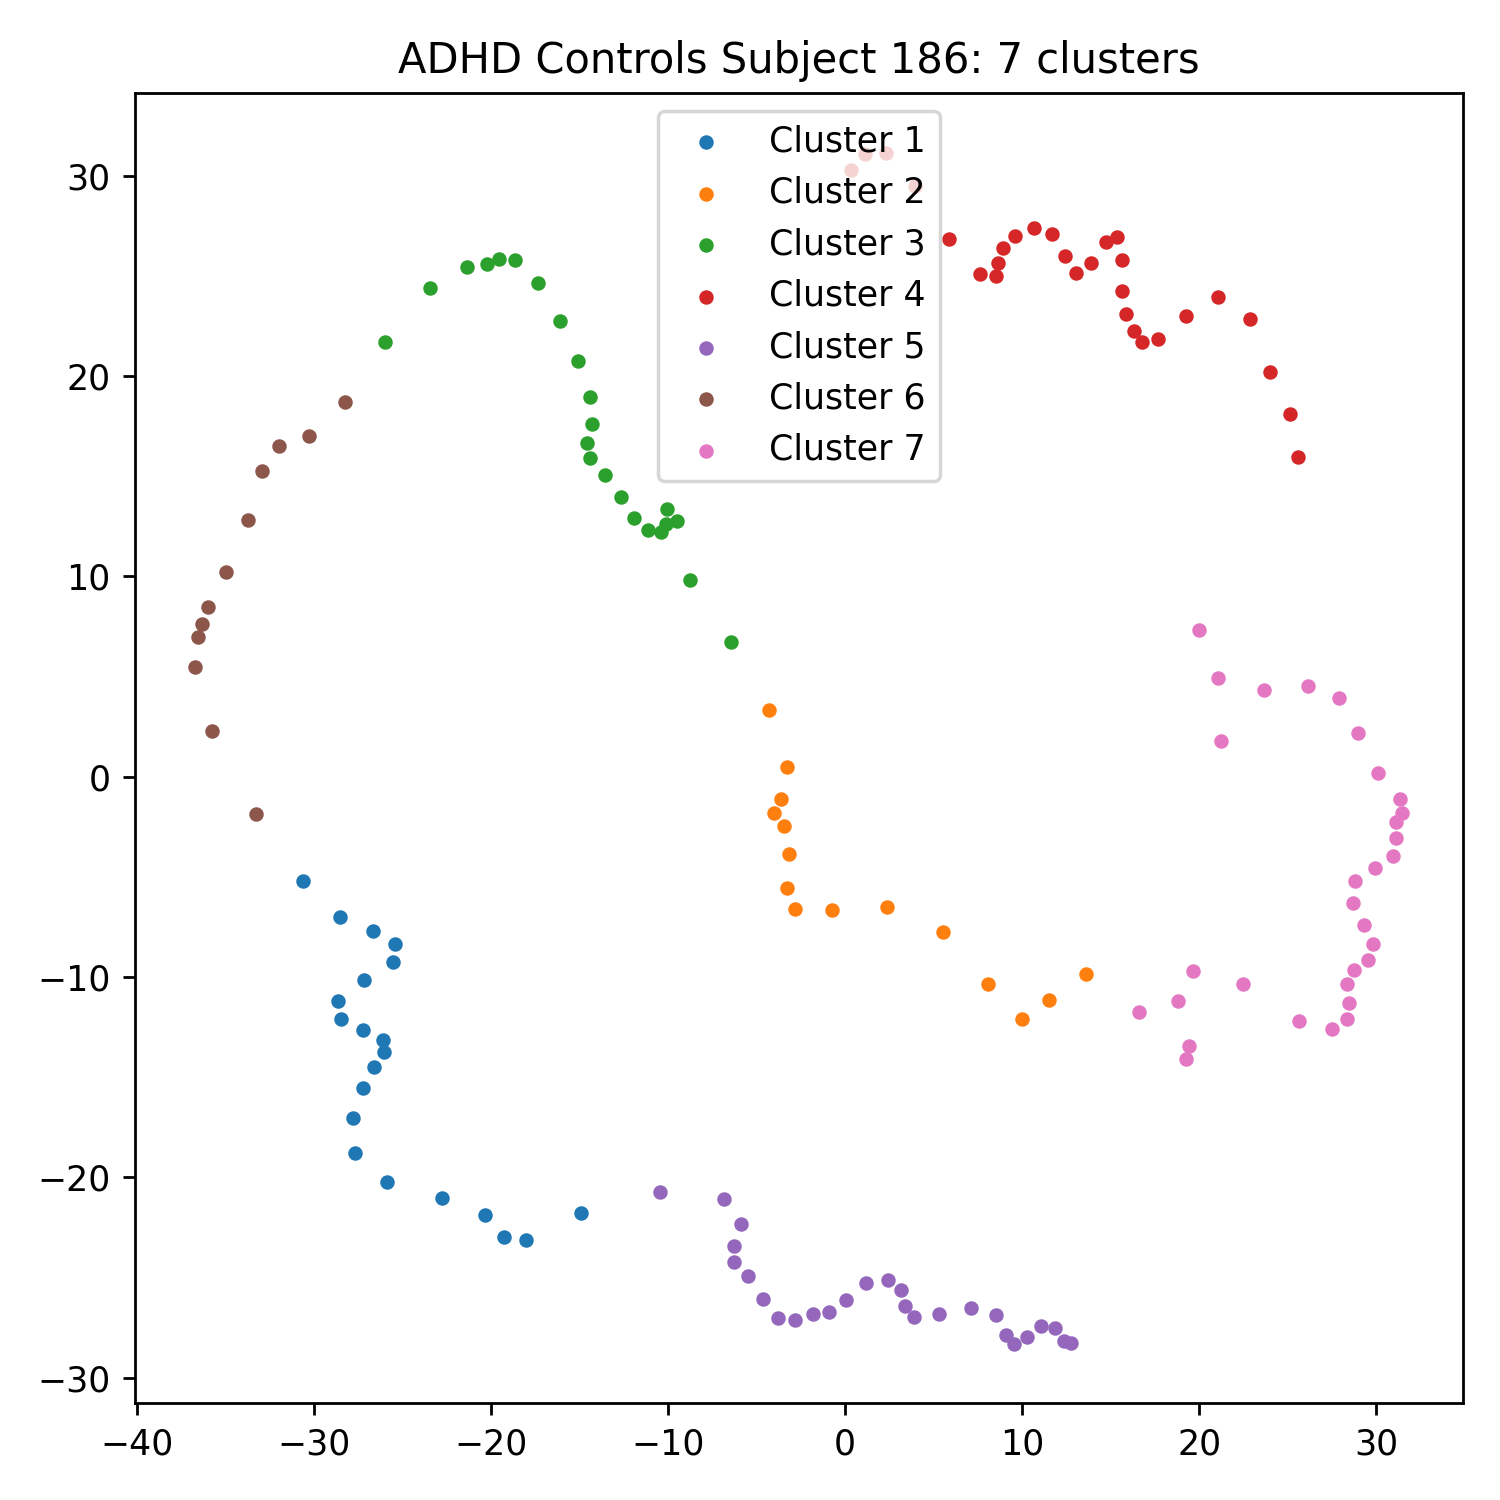 ADHD Controls Subject 186: 7 clusters
Cluster 1
Cluster 2
Cluster 3
Cluster 4
Cluster 5
Cluster 6
Cluster 7
30
20
10
0
−10
−20
−30
−40 −30 −20 −10 0 10 20 30